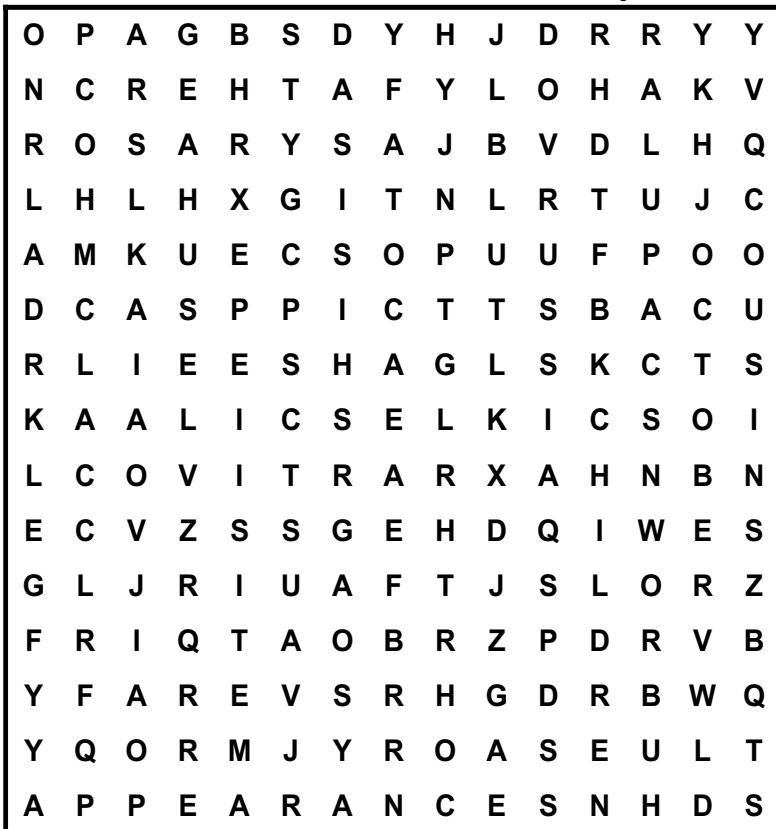 O P A G B S D Y H J D R R Y Y
N C R E H T A F Y L O H A K V
R O S A R Y S A J B V D L H Q
L H L H X G I T N L R T U J C
A M K U E C S O P U U F P O O
D C A S P P I C T T S B A C U
R L I E E S H A G L S K C T S
K A A L I C S E L K I C S O I
L C O V I T R A R X A H N B N
E C V Z S S G E H D Q I W E S
G L J R I U A F T J S L O R Z
F R I Q T A O B R Z P D R V B
Y F A R E V S R H G D R B W Q
Y Q O R M J Y R O A S E U L T
A P P E A R A N C E S N H D S